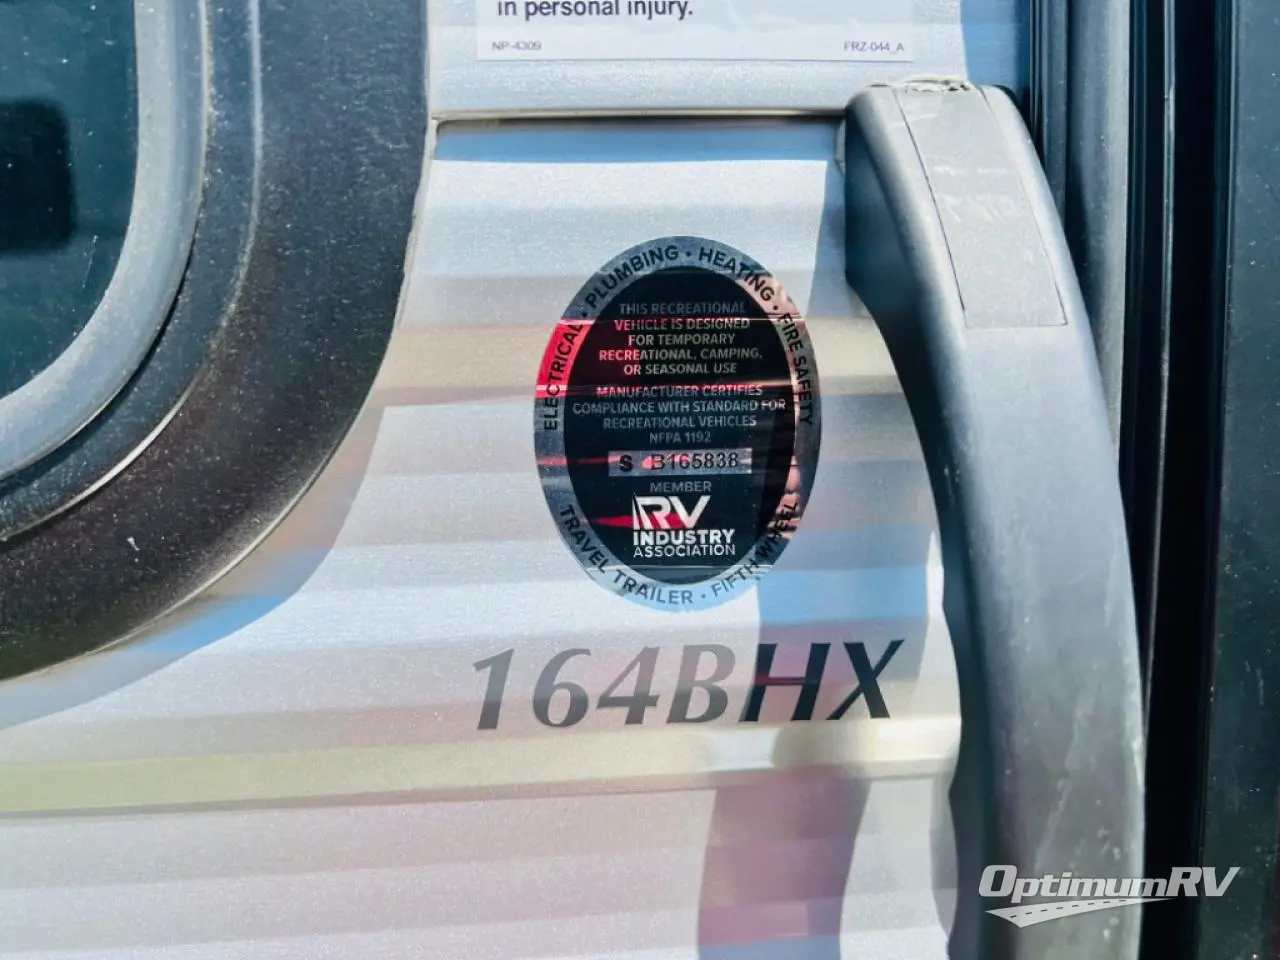 in personal injury.
NP-4309 FRZ-044_A
ELECTRICAL · PLUMBING · HEATING · FIRE SAFETY
THIS RECREATIONAL
VEHICLE IS DESIGNED
FOR TEMPORARY
RECREATIONAL, CAMPING,
OR SEASONAL USE
MANUFACTURER CERTIFIES
COMPLIANCE WITH STANDARD FOR
RECREATIONAL VEHICLES
NFPA 1192
S B165838
MEMBER
RV
INDUSTRY
ASSOCIATION
TRAVEL TRAILER · FIFTH WHEEL
164BHX
OptimumRV